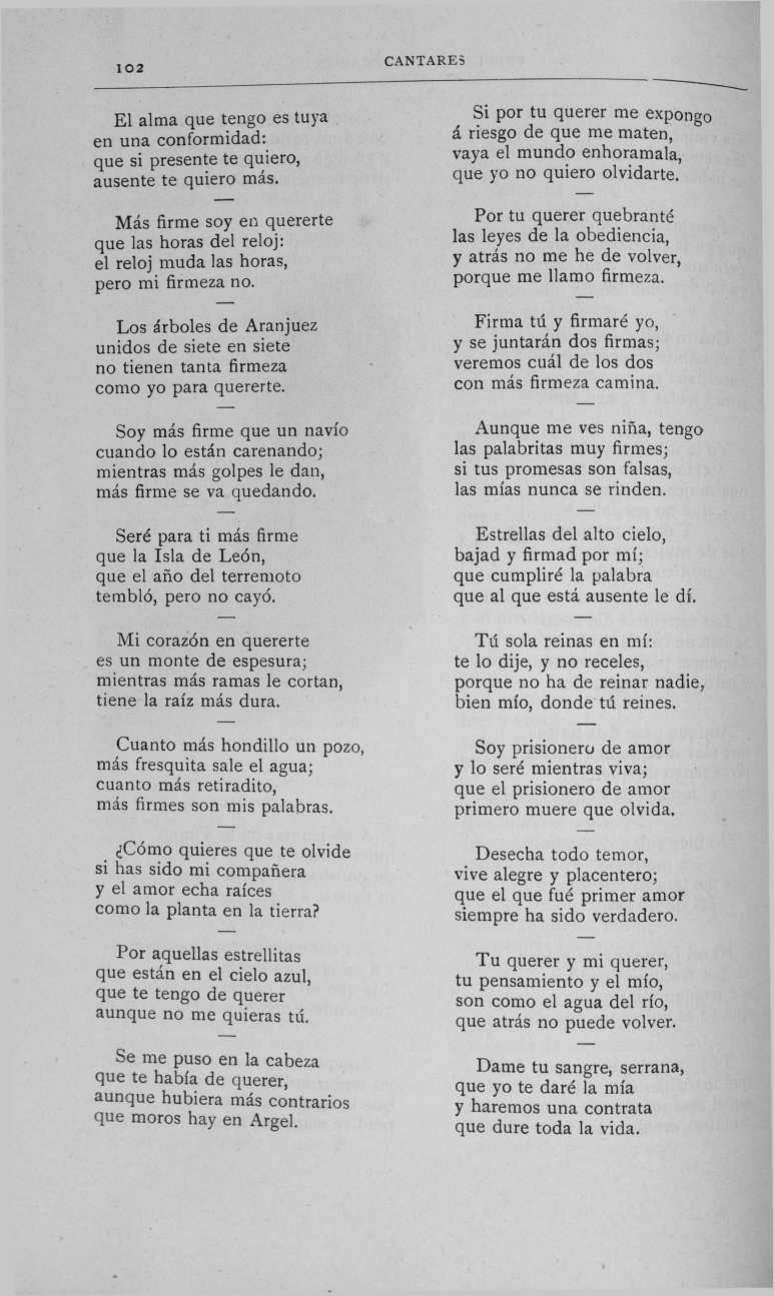 102
CANTARES
El alma que tengo es tuya
en una conformidad:
que si presente te quiero,
ausente te quiero más.
Más firme soy en quererte
que las horas del reloj:
el reloj muda las horas,
pero mi firmeza no.
Los árboles de Aranjuez
unidos de siete en siete
no tienen tanta firmeza
como yo para quererte.
Soy más firme que un navío
cuando lo están carenando;
mientras más golpes le dan,
más firme se va quedando.
Seré para ti más firme
que la Isla de León,
que el año del terremoto
tembló, pero no cayó.
Mi corazón en quererte
es un monte de espesura;
mientras más ramas le cortan,
tiene la raíz más dura.
Cuanto más hondillo un pozo,
más fresquita sale el agua;
cuanto más retiradito,
más firmes son mis palabras.
¿Cómo quieres que te olvide
si has sido mi compañera
y el amor echa raíces
como la planta en la tierra?
Por aquellas estrellitas
que están en el cielo azul,
que te tengo de querer
aunque no me quieras tú.
Se me puso en la cabeza
que te había de querer,
aunque hubiera más contrarios
que moros hay en Argel.
Si por tu querer me expongo
á riesgo de que me maten,
vaya el mundo enhoramala,
que yo no quiero olvidarte.
Por tu querer quebranté
las leyes de la obediencia,
y atrás no me he de volver,
porque me llamo firmeza.
Firma tú y firmaré yo,
y se juntarán dos firmas;
veremos cuál de los dos
con más firmeza camina.
Aunque me ves niña, tengo
las palabritas muy firmes;
si tus promesas son falsas,
las mías nunca se rinden.
Estrellas del alto cielo,
bajad y firmad por mí;
que cumpliré la palabra
que al que está ausente le dí.
Tú sola reinas en mí:
te lo dije, y no receles,
porque no ha de reinar nadie,
bien mío, donde tú reines.
Soy prisionero de amor
y lo seré mientras viva;
que el prisionero de amor
primero muere que olvida.
Desecha todo temor,
vive alegre y placentero;
que el que fué primer amor
siempre ha sido verdadero.
Tu querer y mi querer,
tu pensamiento y el mío,
son como el agua del río,
que atrás no puede volver.
Dame tu sangre, serrana,
que yo te daré la mía
y haremos una contrata
que dure toda la vida.